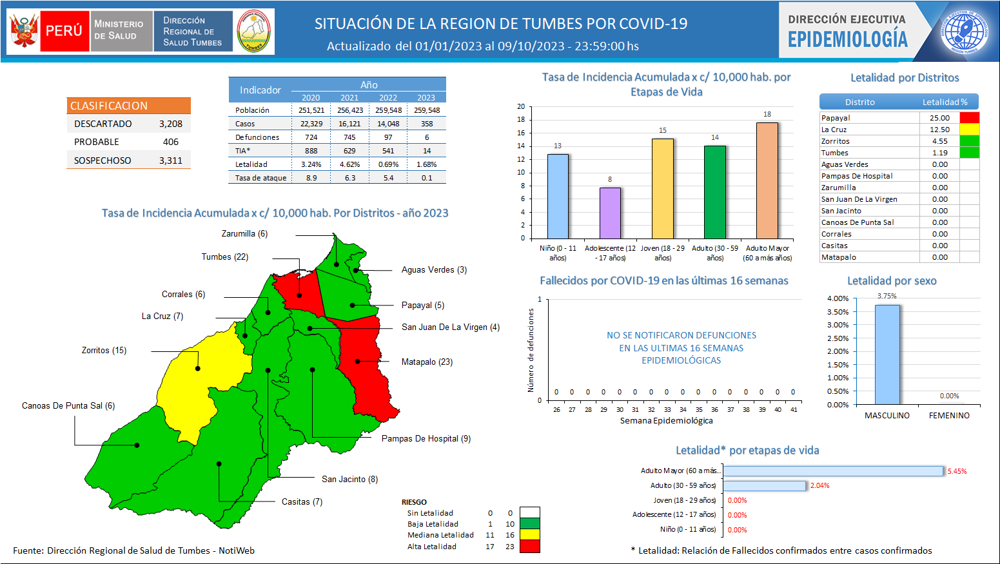 PERÚ
MINISTERIO
DE SALUD
DIRECCIÓN
REGIONAL DE
SALUD TUMBES
TUMBES
SITUACIÓN DE LA REGION DE TUMBES POR COVID-19
Actualizado del 01/01/2023 al 09/10/2023 - 23:59:00 hs
DIRECCIÓN EJECUTIVA
EPIDEMIOLOGÍA
CLASIFICACION
DESCARTADO 3,208
PROBABLE 406
SOSPECHOSO 3,311
Indicador Año
2020 2021 2022 2023
Población 251,521 256,423 259,548 259,548
Casos 22,329 16,121 14,048 358
Defunciones 724 745 97 6
TIA* 888 629 541 14
Letalidad 3.24% 4.62% 0.69% 1.68%
Tasa de ataque 8.9 6.3 5.4 0.1
Tasa de Incidencia Acumulada x c/ 10,000 hab. Por Distritos - año 2023
Zarumilla (6)
Tumbes (22)
Aguas Verdes (3)
Corrales (6)
Papayal (5)
La Cruz (7)
San Juan De La Virgen (4)
Zorritos (15)
Matapalo (23)
Canoas De Punta Sal (6)
Pampas De Hospital (9)
San Jacinto (8)
Casitas (7)
RIESGO
Sin Letalidad 0 0
Baja Letalidad 1 10
Mediana Letalidad 11 16
Alta Letalidad 17 23
Fuente: Dirección Regional de Salud de Tumbes - NotiWeb
Tasa de Incidencia Acumulada x c/ 10,000 hab. por
Etapas de Vida
20
18
16
14
12
10
8
6
4
2
0
13
8
15
14
18
Niño (0 - 11 años)
Adolescente (12 - 17 años)
Joven (18 - 29 años)
Adulto (30 - 59 años)
Adulto Mayor (60 a más años)
Letalidad por Distritos
Distrito Letalidad %
Papayal 25.00
La Cruz 12.50
Zorritos 4.55
Tumbes 1.19
Aguas Verdes 0.00
Pampas De Hospital 0.00
Zarumilla 0.00
San Juan De La Virgen 0.00
San Jacinto 0.00
Canoas De Punta Sal 0.00
Corrales 0.00
Casitas 0.00
Matapalo 0.00
Fallecidos por COVID-19 en las últimas 16 semanas
Número de defunciones
1
0
NO SE NOTIFICARON DEFUNCIONES
EN LAS ULTIMAS 16 SEMANAS
EPIDEMIOLÓGICAS
0 0 0 0 0 0 0 0 0 0 0 0 0 0 0 0
26 27 28 29 30 31 32 33 34 35 36 37 38 39 40 41
Semana Epidemiológica
Letalidad por sexo
4.00%
3.50%
3.00%
2.50%
2.00%
1.50%
1.00%
0.50%
0.00%
3.75%
0.00%
MASCULINO FEMENINO
Letalidad* por etapas de vida
Adulto Mayor (60 a más... 5.45%
Adulto (30 - 59 años) 2.04%
Joven (18 - 29 años) 0.00%
Adolescente (12 - 17 años) 0.00%
Niño (0 - 11 años) 0.00%
* Letalidad: Relación de Fallecidos confirmados entre casos confirmados